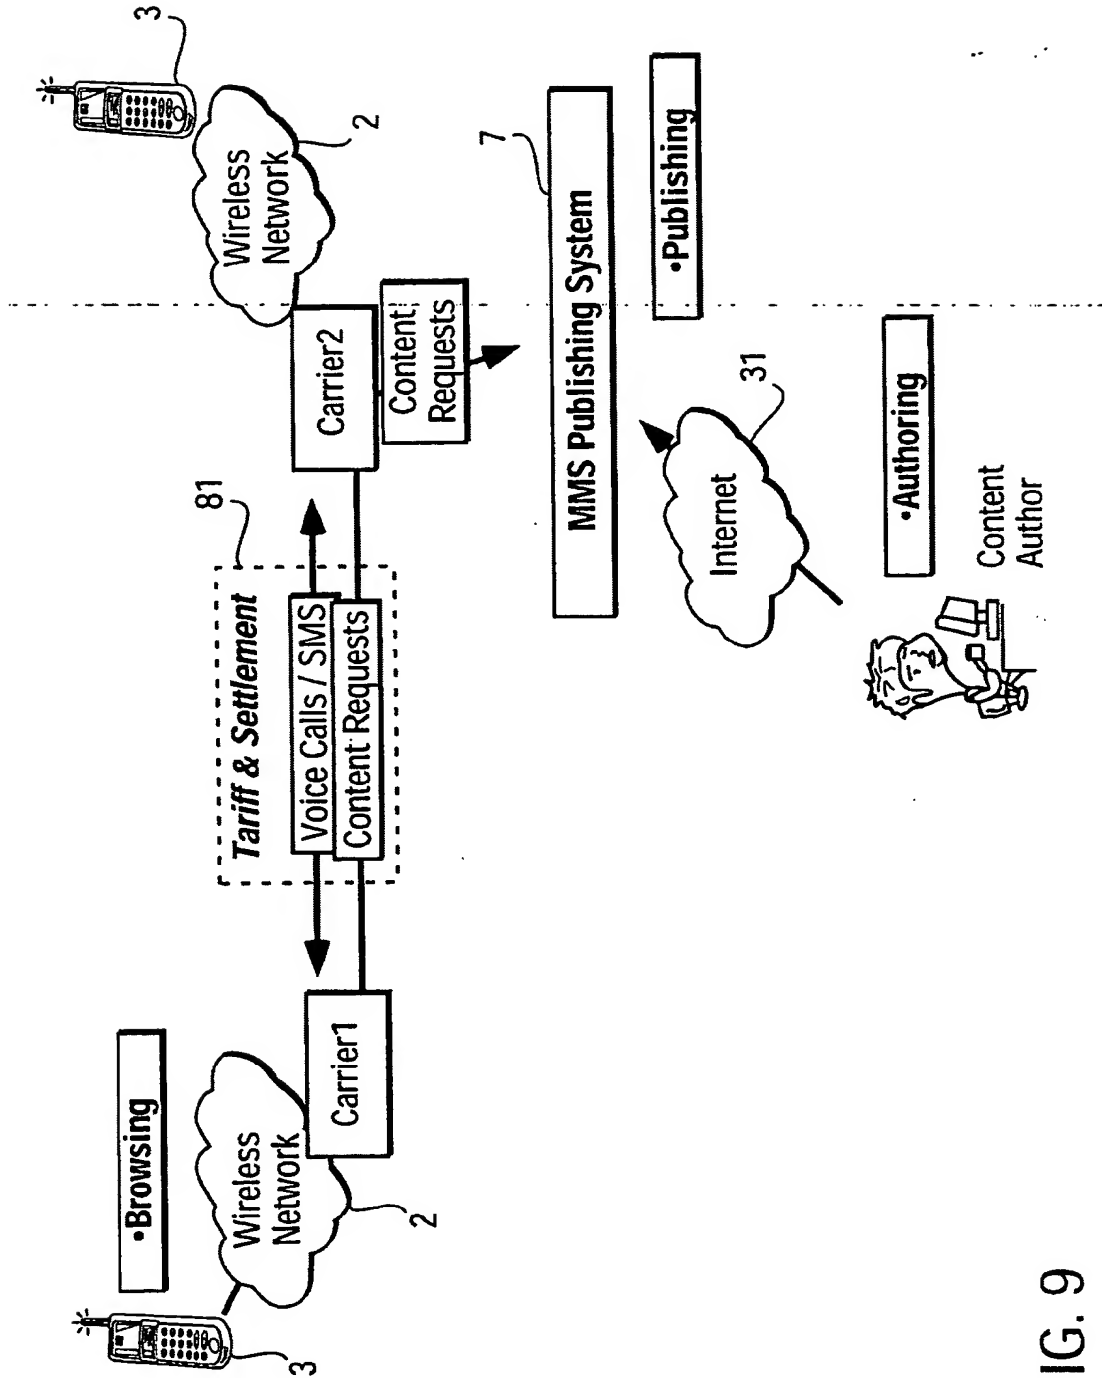 •Browsing
3
Wireless
Network
2
Carrier1
Tariff & Settlement
81
Voice Calls / SMS
Content Requests
Carrier2
Content
Requests
Wireless
Network
2
3
MMS Publishing System
7
•Publishing
Internet
31
•Authoring
Content
Author
IG. 9